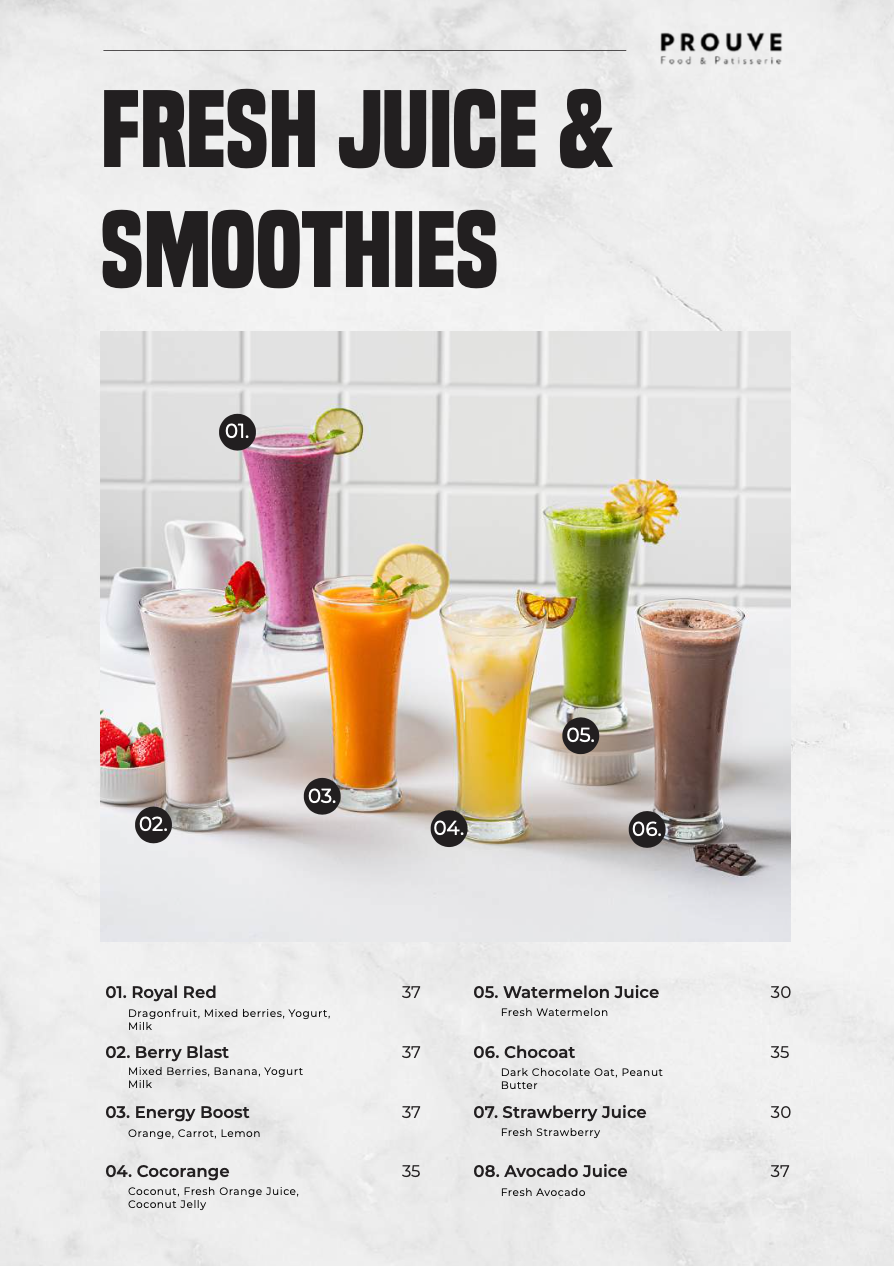 PROUVE
Food & Patisserie
FRESH JUICE &
SMOOTHIES
01.
02.
03.
04.
05.
06.
01. Royal Red 37
Dragonfruit, Mixed berries, Yogurt,
Milk
02. Berry Blast 37
Mixed Berries, Banana, Yogurt
Milk
03. Energy Boost 37
Orange, Carrot, Lemon
04. Cocorange 35
Coconut, Fresh Orange Juice,
Coconut Jelly
05. Watermelon Juice 30
Fresh Watermelon
06. Chocoat 35
Dark Chocolate Oat, Peanut
Butter
07. Strawberry Juice 30
Fresh Strawberry
08. Avocado Juice 37
Fresh Avocado